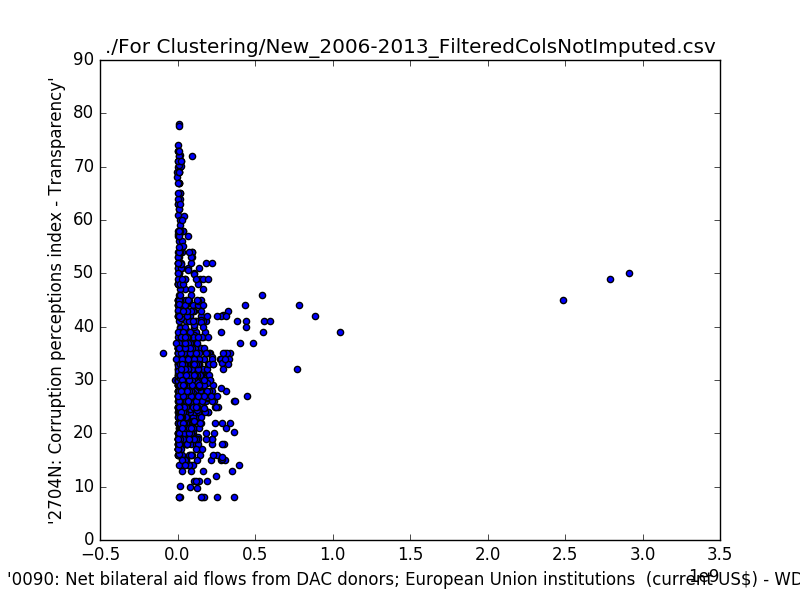 ./For Clustering/New_2006-2013_FilteredColsNotImputed.csv
90
80
70
60
50
40
30
20
10
0
'2704N: Corruption perceptions index - Transparency'
−0.5 0.0 0.5 1.0 1.5 2.0 2.5 3.0 3.5
1e9
'0090: Net bilateral aid flows from DAC donors; European Union institutions  (current US$) - WD